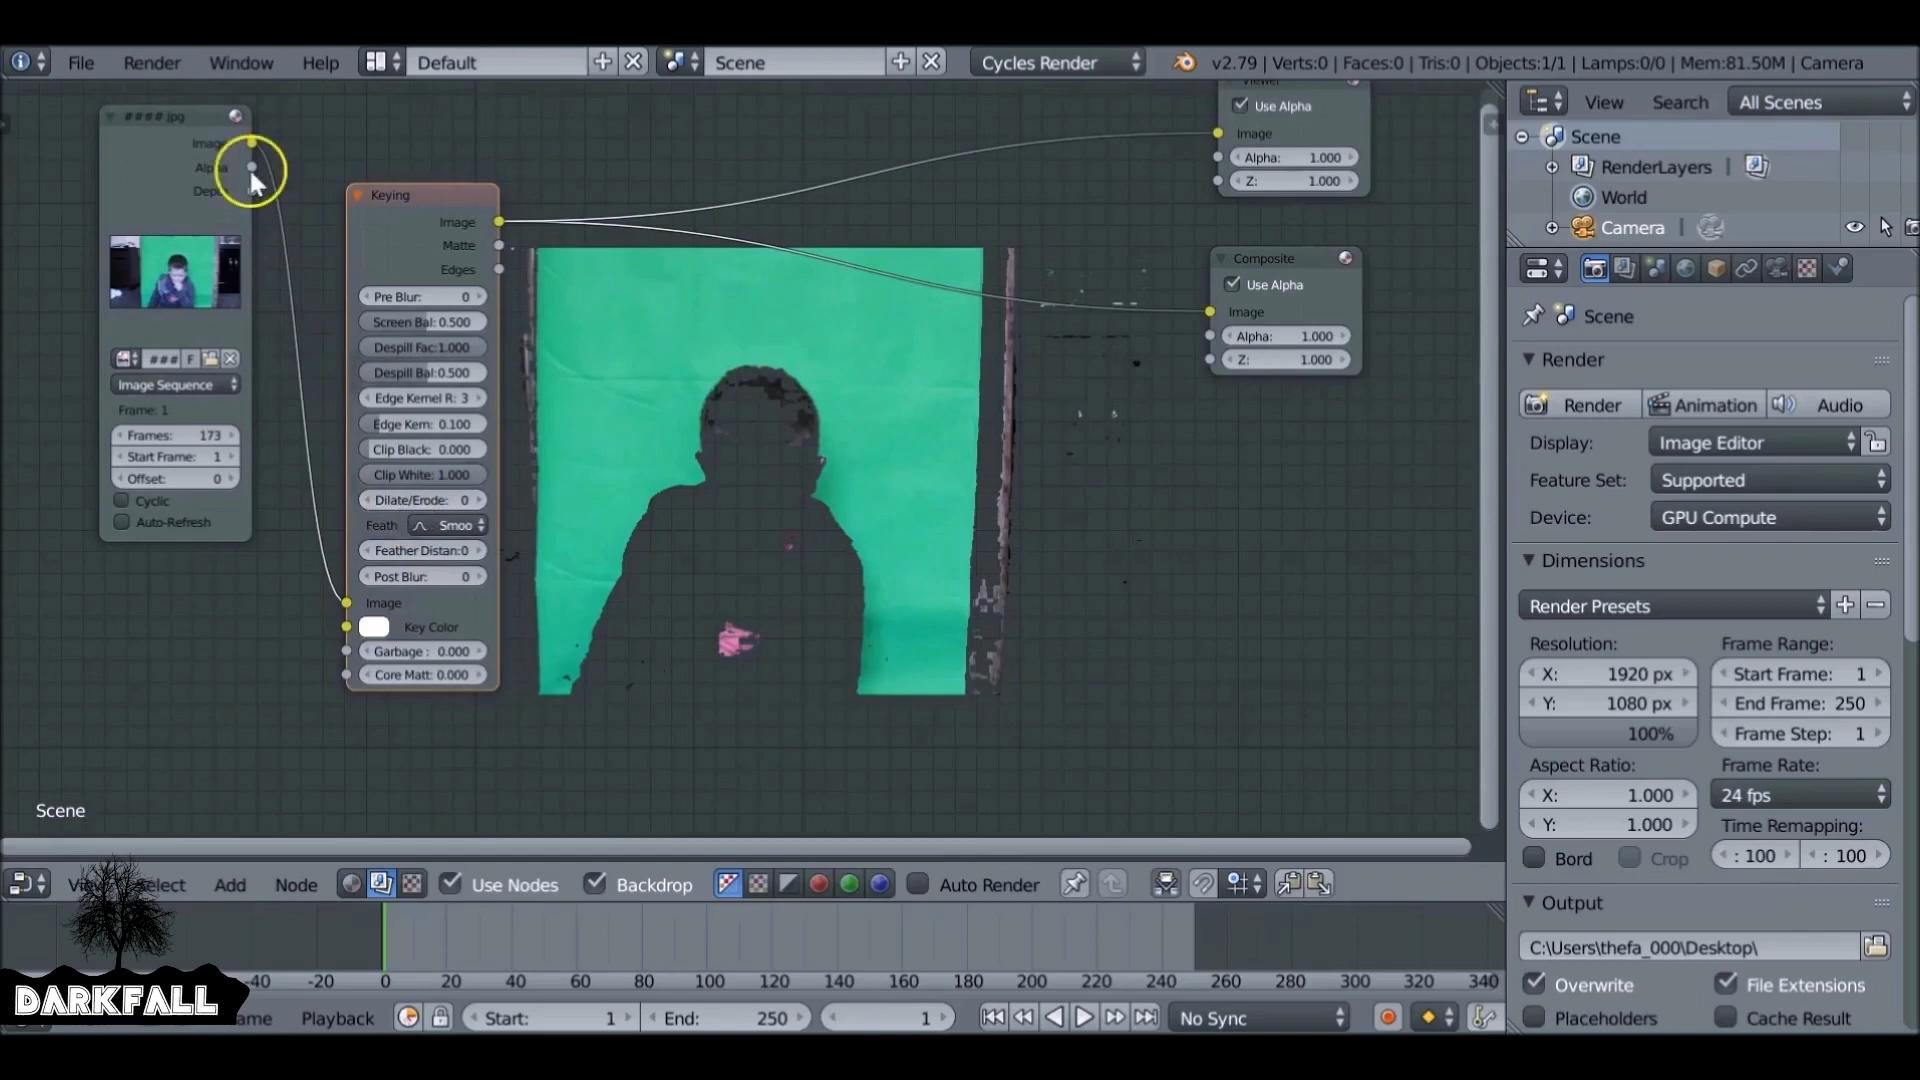 File Render Window Help Default Scene Cycles Render v2.79 | Verts:0 | Faces:0 | Tris:0 | Objects:1/1 | Lamps:0/0 | Mem:81.50M | Camera
####.jpg
Image
Alpha
Image Sequence
Frame: 1
Frames: 173
Start Frame: 1
Offset: 0
Cyclic
Auto-Refresh
### F
Keying
Image
Matte
Edges
Pre Blur: 0
Screen Bal: 0.500
Despill Fac: 1.000
Despill Bal: 0.500
Edge Kernel R: 3
Edge Kern: 0.100
Clip Black: 0.000
Clip White: 1.000
Dilate/Erode: 0
Feath Smoo
Feather Distan: 0
Post Blur: 0
Image
Key Color
Garbage : 0.000
Core Matt: 0.000
Viewer
Use Alpha
Image
Alpha: 1.000
Z: 1.000
Composite
Use Alpha
Image
Alpha: 1.000
Z: 1.000
Scene
View Search All Scenes
Scene
RenderLayers |
World
Camera |
Scene
Render
Render Animation Audio
Display: Image Editor
Feature Set: Supported
Device: GPU Compute
Dimensions
Render Presets
Resolution: Frame Range:
X: 1920 px Start Frame: 1
Y: 1080 px End Frame: 250
100% Frame Step: 1
Aspect Ratio: Frame Rate:
X: 1.000 24 fps
Y: 1.000 Time Remapping:
Bord Crop : 100 : 100
Output
C:\Users\thefa_000\Desktop\
Overwrite File Extensions
Placeholders Cache Result
Select Add Node Use Nodes Backdrop Auto Render
-40 -20 0 20 40 60 80 100 120 140 160 180 200 220 240 260 280 300 320 340
Playback Start: 1 End: 250 1 No Sync
DARKFALL